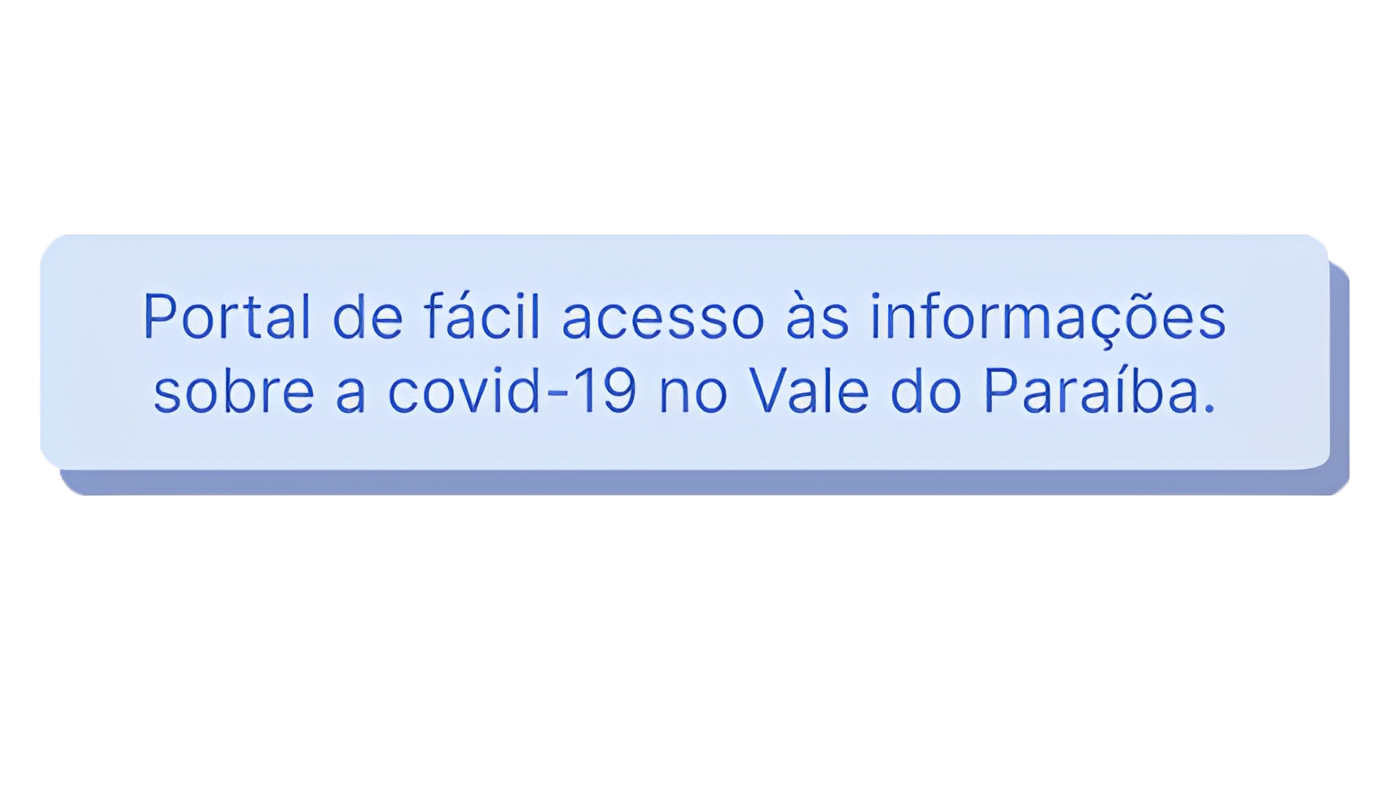 Portal de fácil acesso às informações
sobre a covid-19 no Vale do Paraíba.